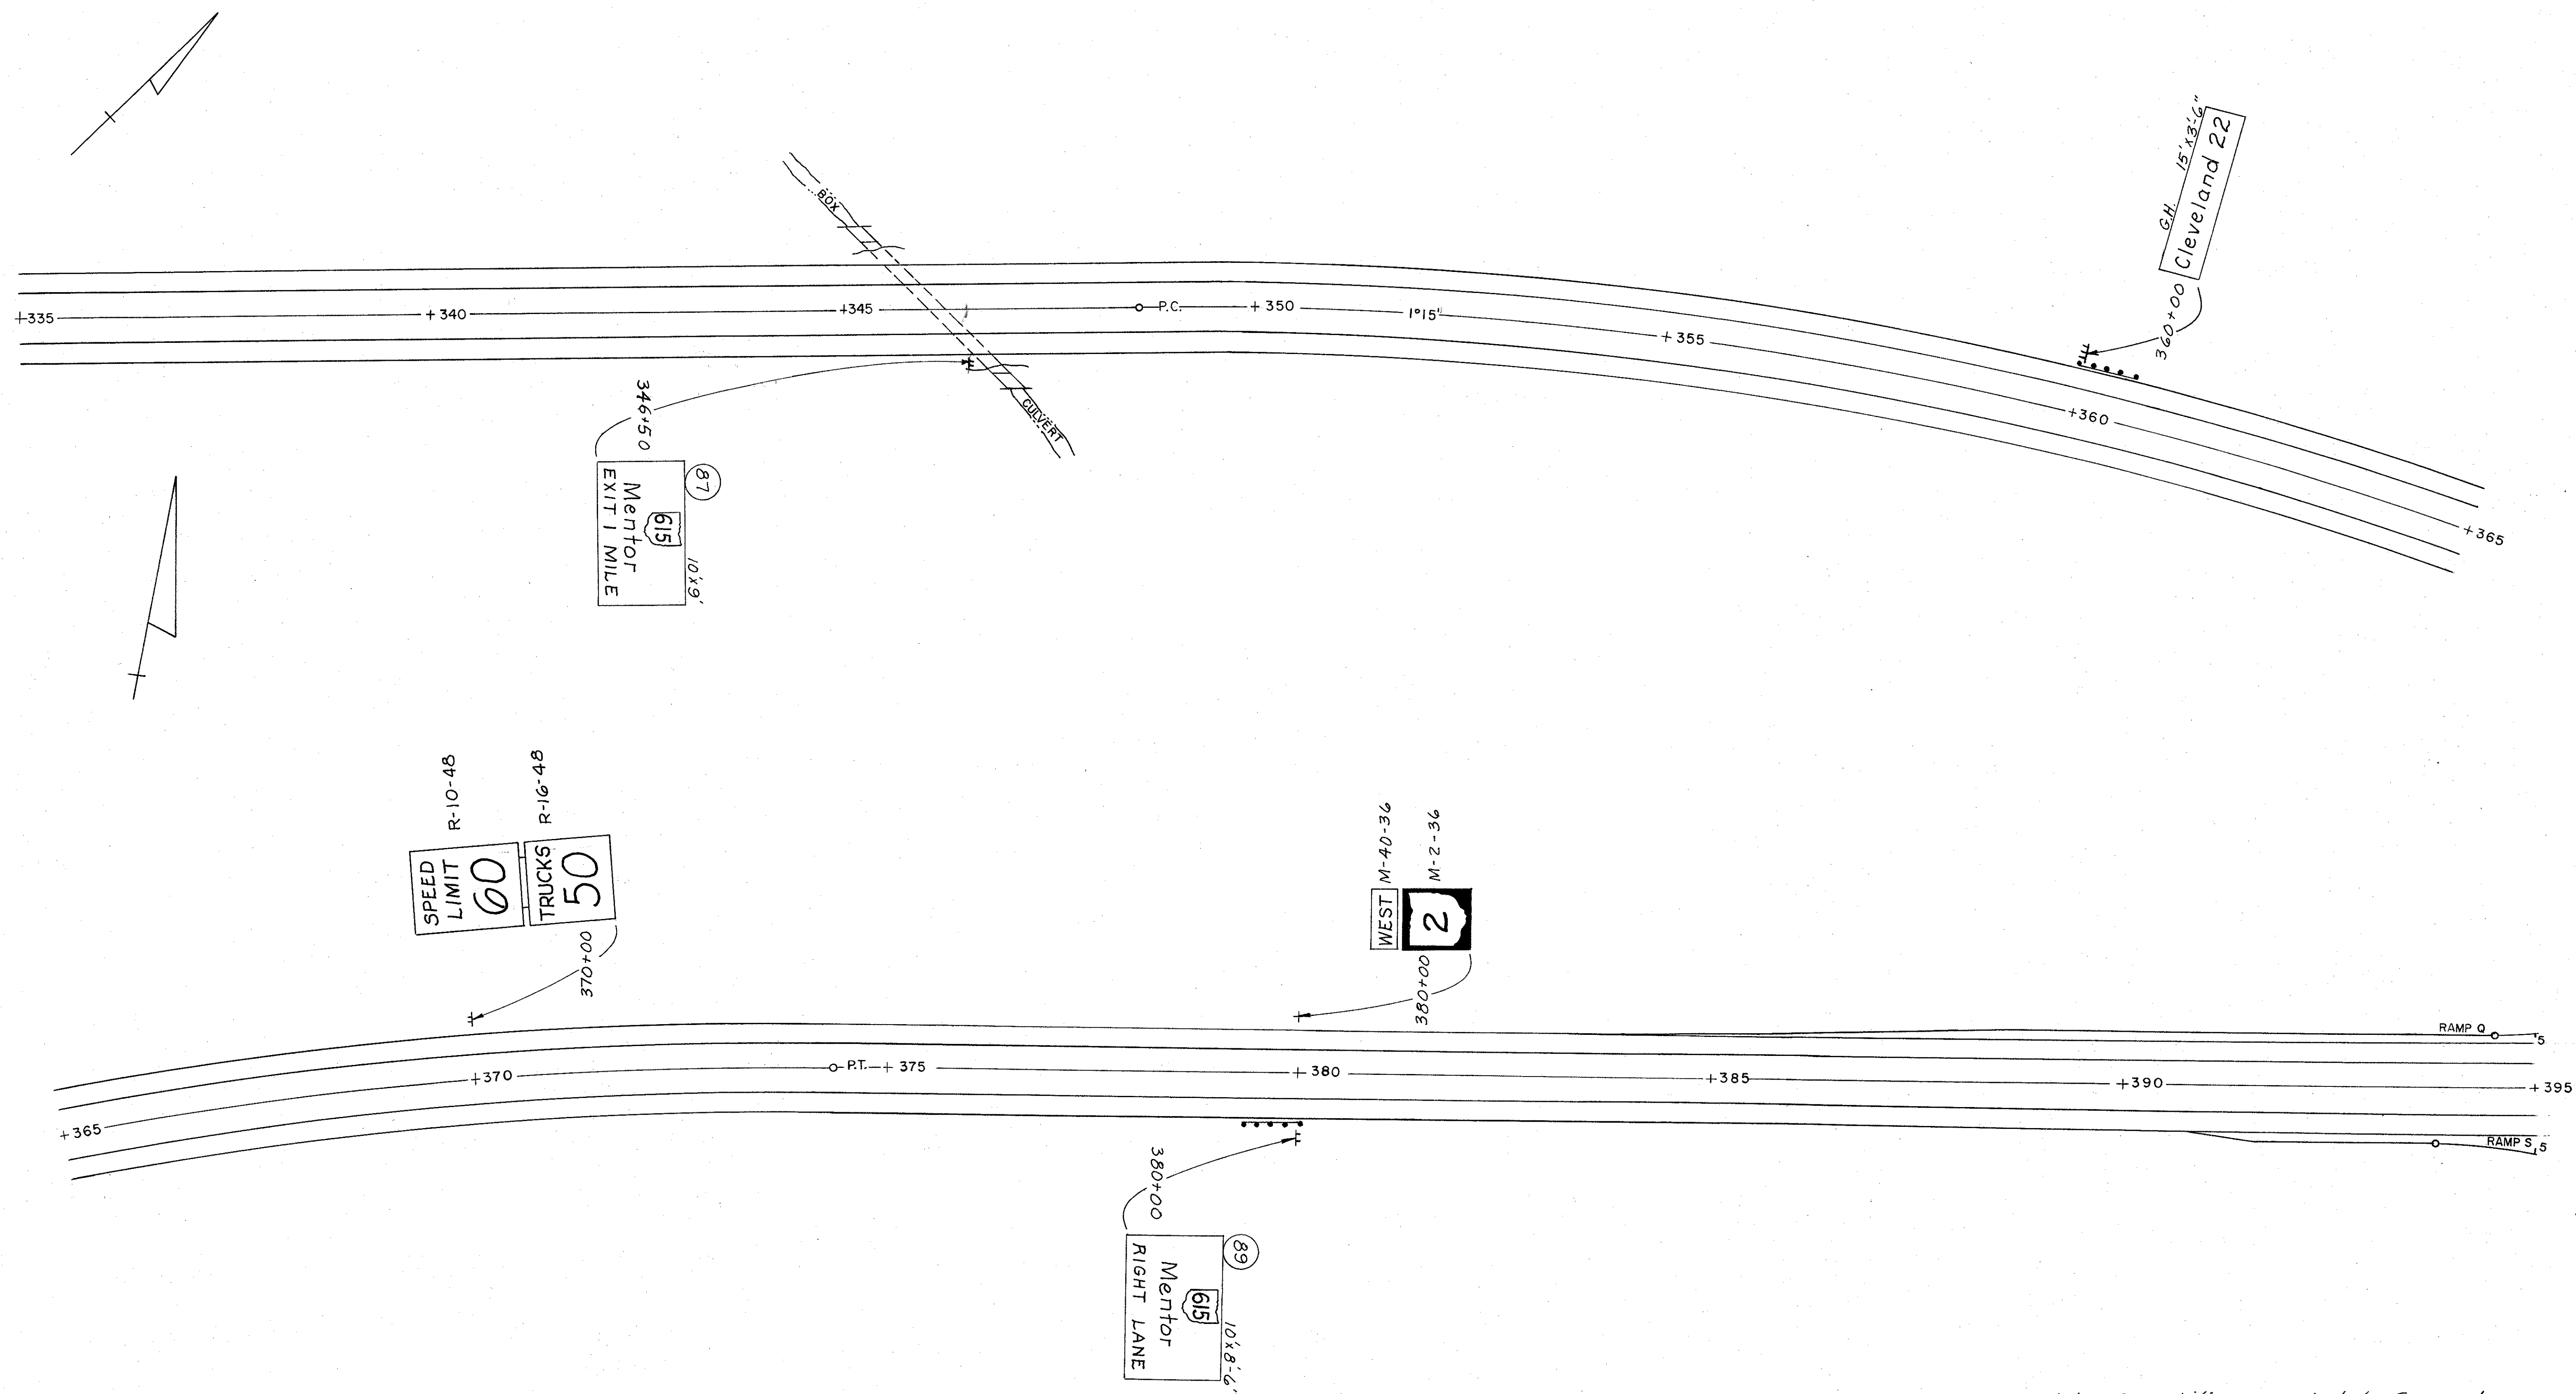 G.H. 15'x3'-6"
Cleveland 22
360+00
BOX
CULVERT
+335
+340
+345
P.C.
+350
1°15'
+355
+360
+365
346+50
87
615
Mentor
EXIT 1 MILE
10'x9'
R-10-48
SPEED
LIMIT
60
R-16-48
TRUCKS
50
370+00
M-40-36
WEST
M-2-36
2
380+00
RAMP Q
5
+365
+370
P.T.
+375
+380
+385
+390
+395
RAMP S
5
380+00
89
615
Mentor
RIGHT LANE
10'x8'-6"